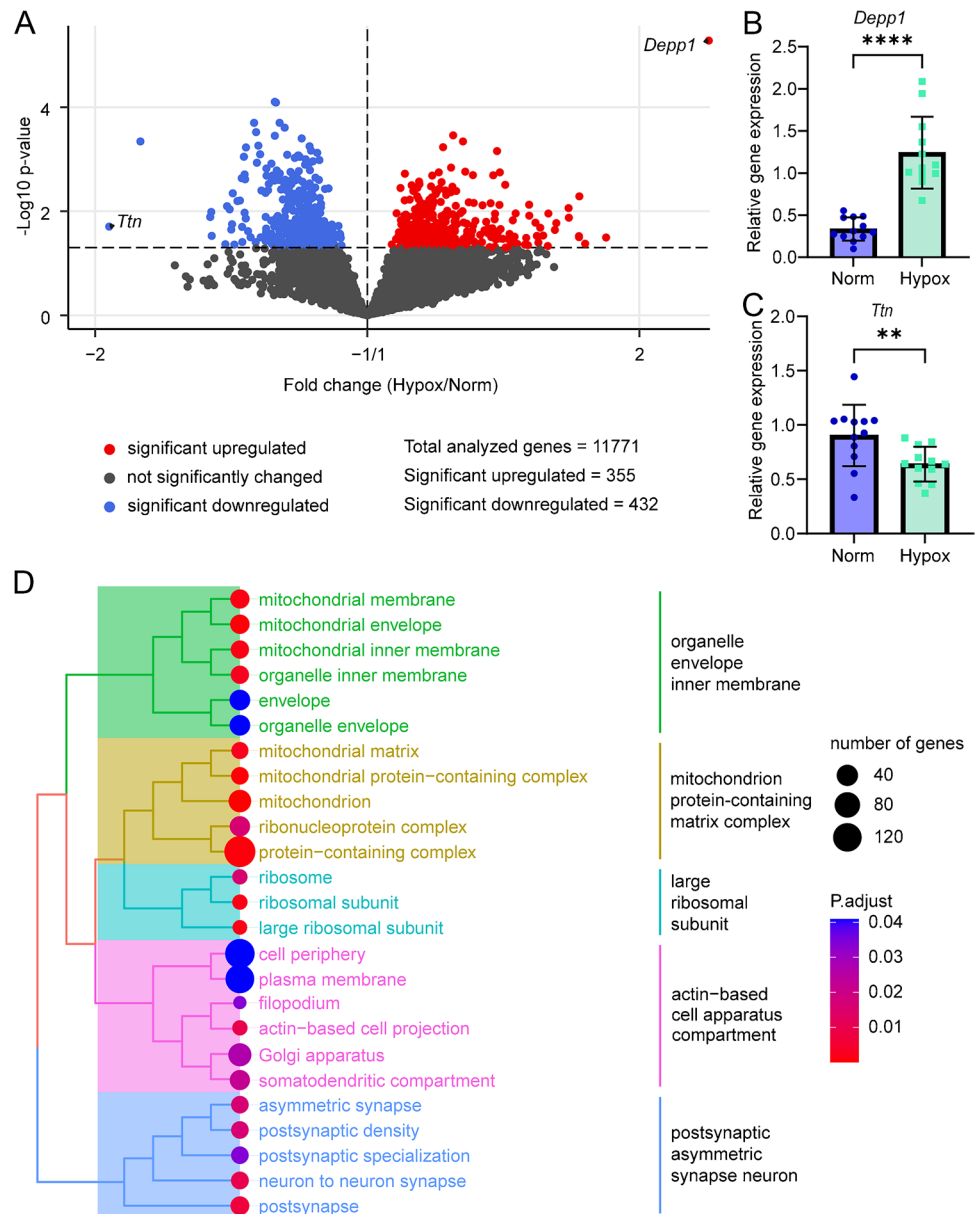 A
-Log10 p-value
4
2
0
Depp1
Ttn
−2
−1/1
2
Fold change (Hypox/Norm)
significant upregulated
not significantly changed
significant downregulated
Total analyzed genes = 11771
Significant upregulated = 355
Significant downregulated = 432
B
Depp1
****
Relative gene expression
2.5
2.0
1.5
1.0
0.5
0.0
Norm
Hypox
C
Ttn
**
Relative gene expression
2.0
1.5
1.0
0.5
0.0
Norm
Hypox
D
mitochondrial membrane
mitochondrial envelope
mitochondrial inner membrane
organelle inner membrane
envelope
organelle envelope
mitochondrial matrix
mitochondrial protein−containing complex
mitochondrion
ribonucleoprotein complex
protein−containing complex
ribosome
ribosomal subunit
large ribosomal subunit
cell periphery
plasma membrane
filopodium
actin−based cell projection
Golgi apparatus
somatodendritic compartment
asymmetric synapse
postsynaptic density
postsynaptic specialization
neuron to neuron synapse
postsynapse
organelle
envelope
inner membrane
mitochondrion
protein-containing
matrix complex
large
ribosomal
subunit
actin−based
cell apparatus
compartment
postsynaptic
asymmetric
synapse neuron
number of genes
40
80
120
P.adjust
0.04
0.03
0.02
0.01